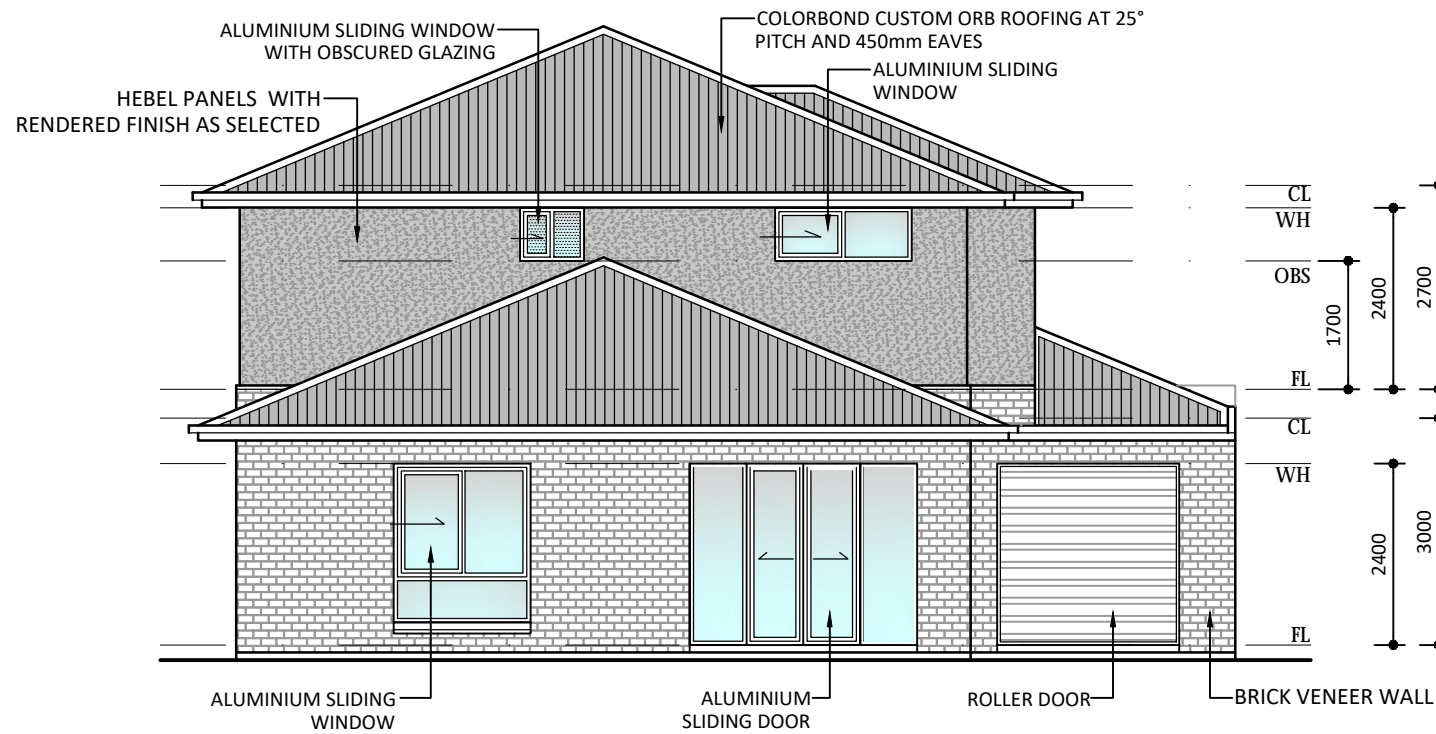 ALUMINIUM SLIDING WINDOW
WITH OBSCURED GLAZING
COLORBOND CUSTOM ORB ROOFING AT 25°
PITCH AND 450mm EAVES
ALUMINIUM SLIDING
WINDOW
HEBEL PANELS WITH
RENDERED FINISH AS SELECTED
CL
WH
OBS
FL
1700
2400
2700
CL
WH
FL
2400
3000
ALUMINIUM SLIDING
WINDOW
ALUMINIUM
SLIDING DOOR
ROLLER DOOR
BRICK VENEER WALL